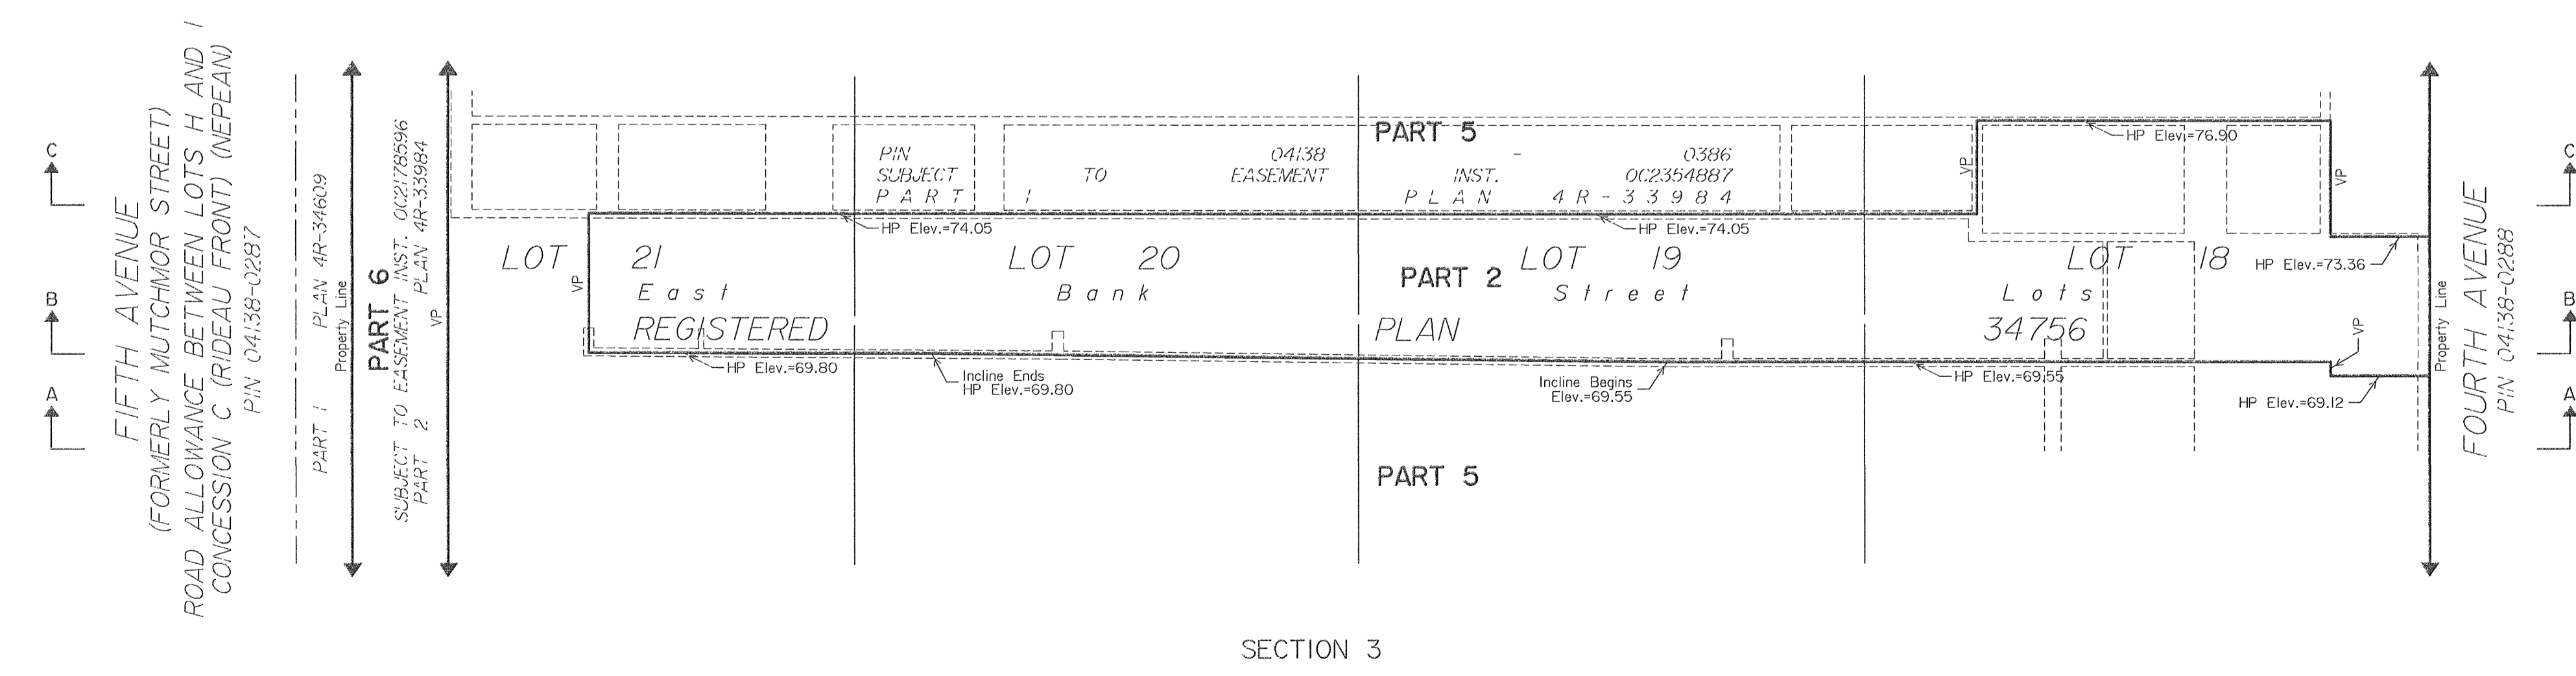 C
B
A
FIFTH AVENUE
(FORMERLY MUTCHMOR STREET)
ROAD ALLOWANCE BETWEEN LOTS H AND I
CONCESSION C (RIDEAU FRONT) (NEPEAN)
PIN 04138-0287
PART 1 PLAN 4R-34609
Property Line
PART 6
SUBJECT TO EASEMENT INST. OC2178596
PART 2 PLAN 4R-33984
VP
PART 5
PIN 04138 - 0386
SUBJECT TO EASEMENT INST. OC2354887
PART 1 PLAN 4R-33984
VP
HP Elev.=76.90
VP
HP Elev.=74.05
HP Elev.=74.05
LOT 21
LOT 20
LOT 19
LOT 18
HP Elev.=73.36
VP
PART 2
East Bank Street Lots
REGISTERED PLAN 34756
VP
HP Elev.=69.80
Incline Ends
HP Elev.=69.80
Incline Begins
Elev.=69.55
HP Elev.=69.55
HP Elev.=69.12
PART 5
Property Line
FOURTH AVENUE
PIN 04138-0288
C
B
A
SECTION 3